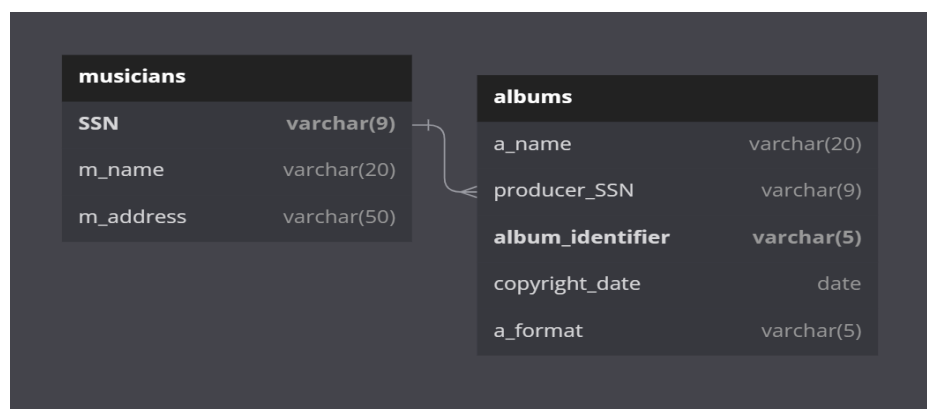 musicians
SSN varchar(9)
m_name varchar(20)
m_address varchar(50)
albums
a_name varchar(20)
producer_SSN varchar(9)
album_identifier varchar(5)
copyright_date date
a_format varchar(5)